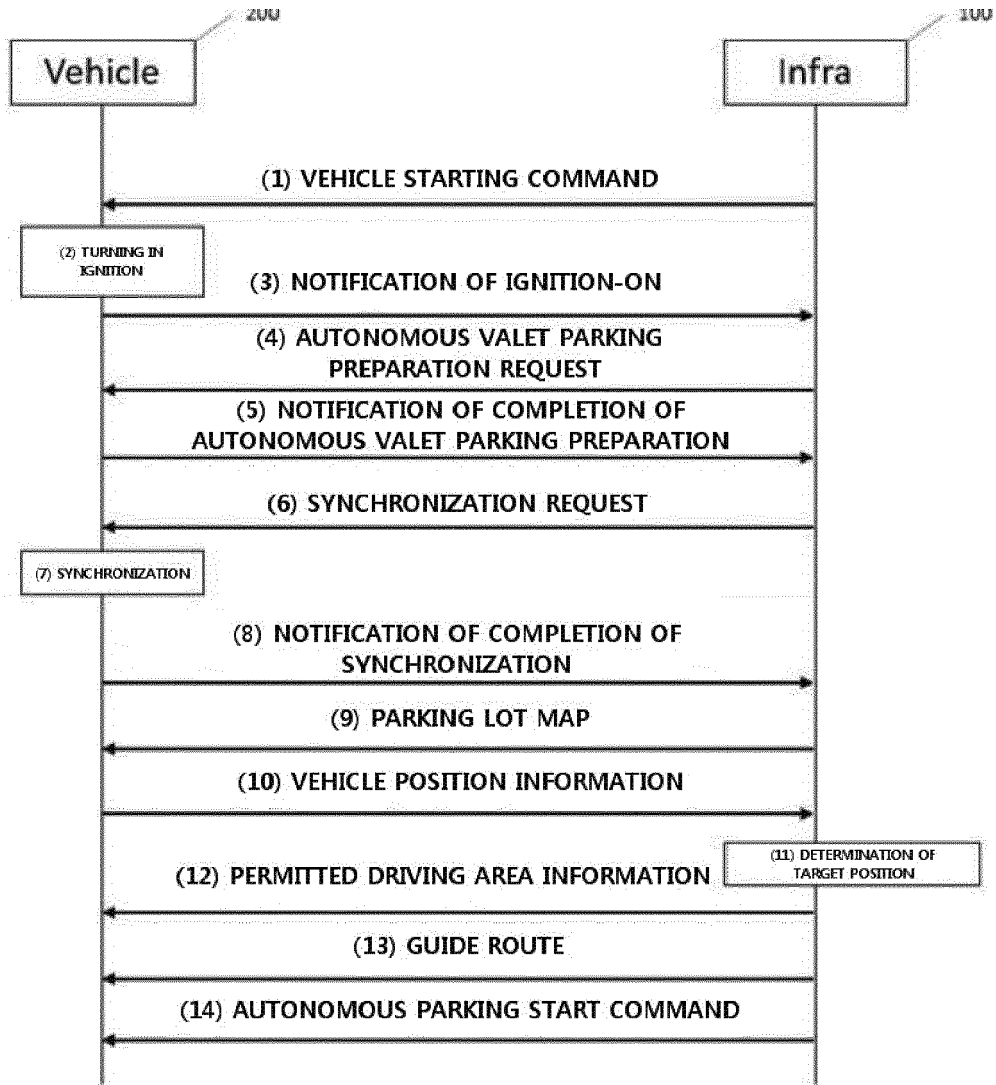 200
100
Vehicle
Infra
(1) VEHICLE STARTING COMMAND
(2) TURNING IN
IGNITION
(3) NOTIFICATION OF IGNITION-ON
(4) AUTONOMOUS VALET PARKING
PREPARATION REQUEST
(5) NOTIFICATION OF COMPLETION OF
AUTONOMOUS VALET PARKING PREPARATION
(6) SYNCHRONIZATION REQUEST
(7) SYNCHRONIZATION
(8) NOTIFICATION OF COMPLETION OF
SYNCHRONIZATION
(9) PARKING LOT MAP
(10) VEHICLE POSITION INFORMATION
(11) DETERMINATION OF
TARGET POSITION
(12) PERMITTED DRIVING AREA INFORMATION
(13) GUIDE ROUTE
(14) AUTONOMOUS PARKING START COMMAND